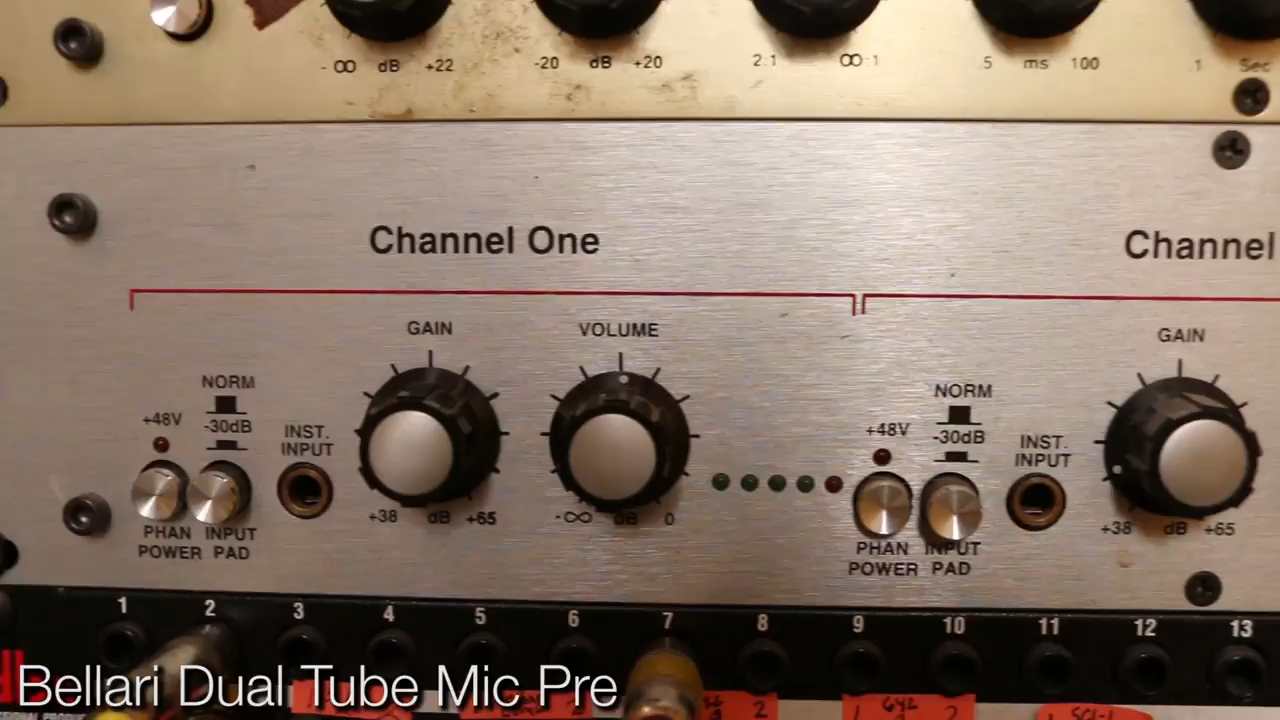 - ∞ dB +22
-20 dB +20
2:1 ∞:1
5 ms 100
.1 Sec
Channel One
Channel
GAIN
VOLUME
GAIN
NORM
-30dB
+48V
INST.
INPUT
NORM
-30dB
+48V
INST.
INPUT
+38 dB +65
-∞ dB 0
+38 dB +65
PHAN
POWER
INPUT
PAD
PHAN
POWER
INPUT
PAD
1 2 3 4 5 6 7 8 9 10 11 12 13
Bellari Dual Tube Mic Pre